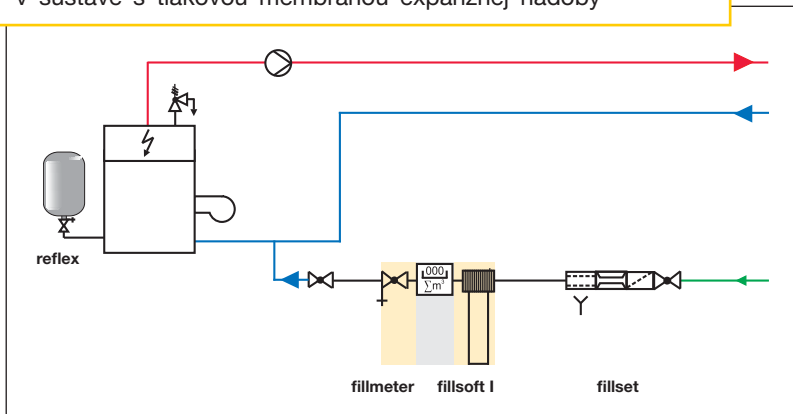 v sústave s tlakovou membránou expanznej nádoby
reflex
000
∑m³
fillmeter fillsoft I fillset